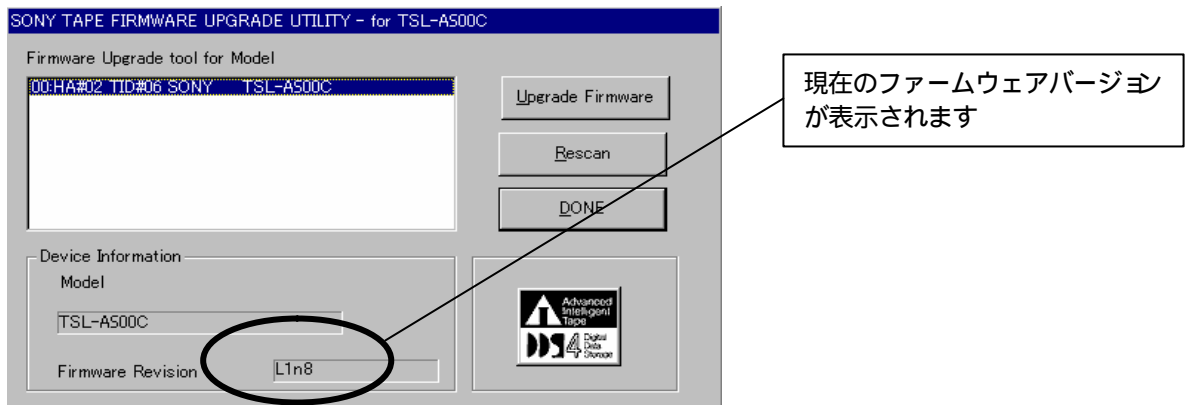 SONY TAPE FIRMWARE UPGRADE UTILITY - for TSL-A500C
Firmware Upgrade tool for Model
00:HA#02 TID#06 SONY TSL-A500C
Upgrade Firmware
Rescan
DONE
現在のファームウェアバージョン
が表示されます
Device Information
Model
TSL-A500C
Firmware Revision
L1n8
Advanced
Intelligent
Tape
DDS4
Digital
Data
Storage